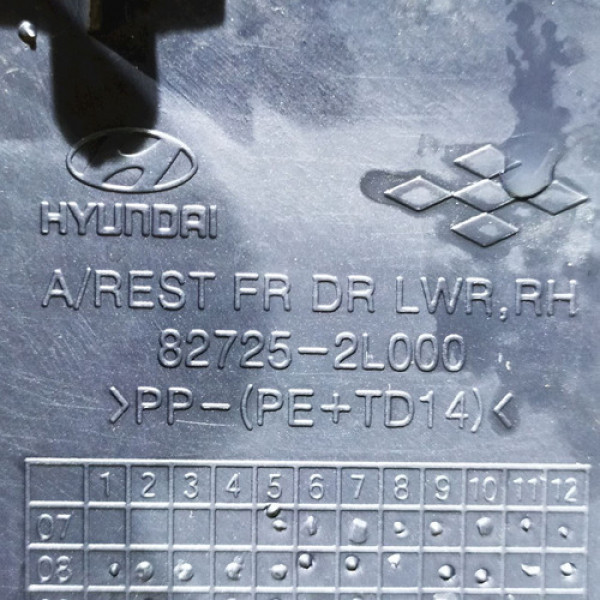 HYUNDAI
A/REST FR DR LWR,RH
82725-2L000
>PP-(PE+TD14)<
1 2 3 4 5 6 7 8 9 10 11 12
07
08